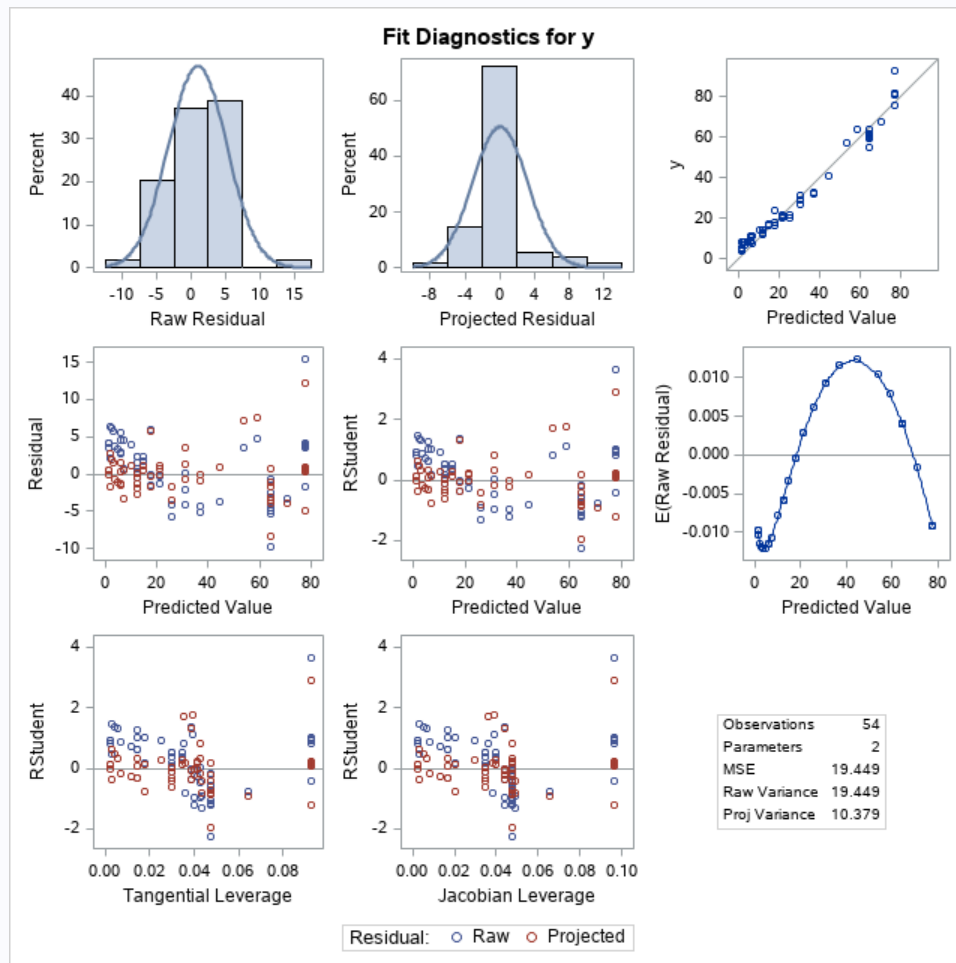 Fit Diagnostics for y
Percent
40
30
20
10
0
-10 -5 0 5 10 15
Raw Residual
Percent
60
40
20
0
-8 -4 0 4 8 12
Projected Residual
y
80
60
40
20
0
0 20 40 60 80
Predicted Value
Residual
15
10
5
0
-5
-10
0 20 40 60 80
Predicted Value
RStudent
4
2
0
-2
0 20 40 60 80
Predicted Value
E(Raw Residual)
0.010
0.005
0.000
-0.005
-0.010
0 20 40 60 80
Predicted Value
RStudent
4
2
0
-2
0.00 0.02 0.04 0.06 0.08
Tangential Leverage
RStudent
4
2
0
-2
0.00 0.02 0.04 0.06 0.08 0.10
Jacobian Leverage
Observations 54
Parameters 2
MSE 19.449
Raw Variance 19.449
Proj Variance 10.379
Residual: Raw Projected